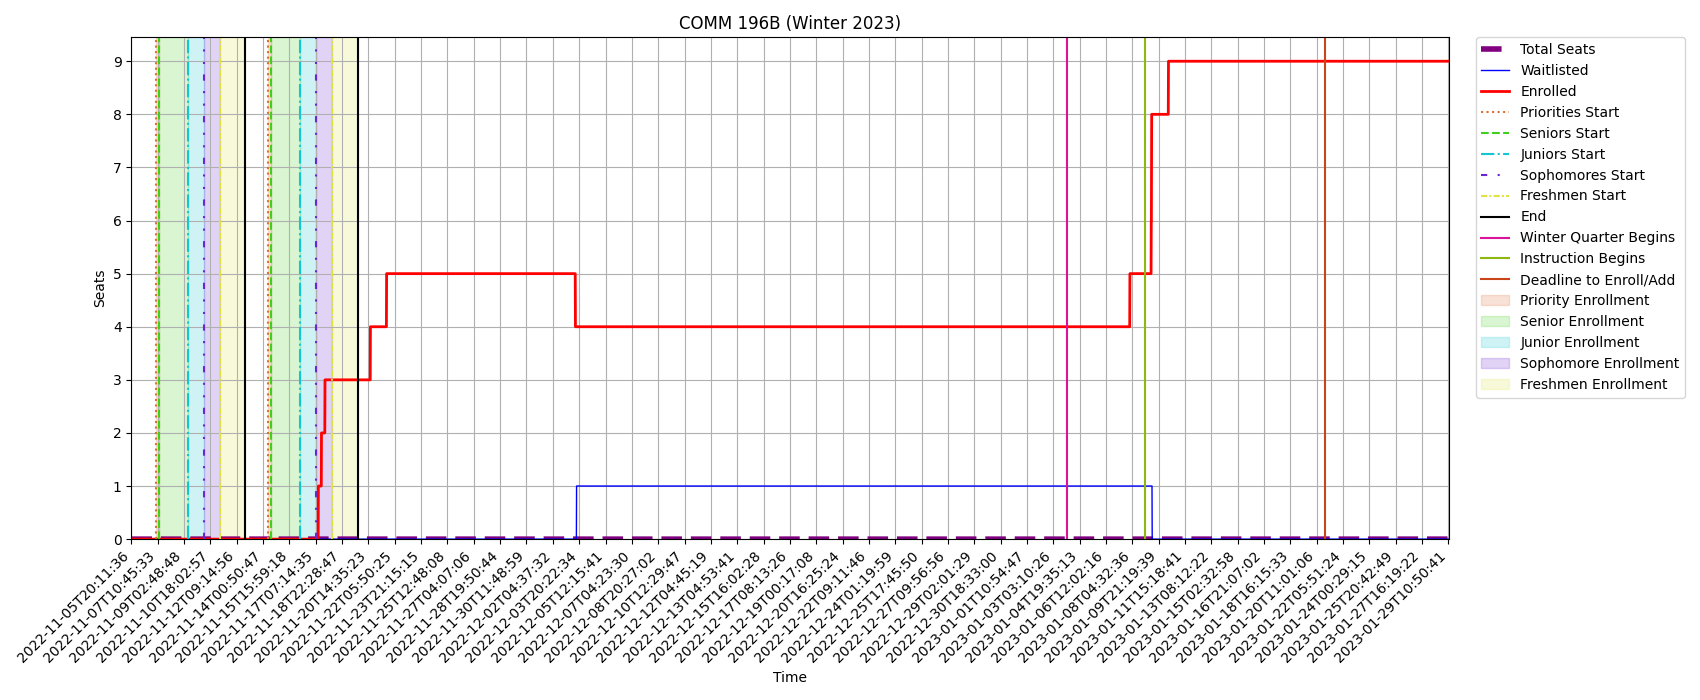 COMM 196B (Winter 2023)
Seats
9
8
7
6
5
4
3
2
1
0
2022-11-05T20:11:36
2022-11-07T10:45:33
2022-11-09T02:48:48
2022-11-10T18:02:57
2022-11-12T09:14:56
2022-11-14T00:50:47
2022-11-15T15:59:18
2022-11-17T07:14:35
2022-11-18T22:28:47
2022-11-20T14:35:23
2022-11-22T05:50:25
2022-11-23T21:15:15
2022-11-25T12:48:08
2022-11-27T04:07:06
2022-11-28T19:50:44
2022-11-30T11:48:59
2022-12-02T04:37:32
2022-12-03T20:22:34
2022-12-05T12:15:41
2022-12-07T04:23:30
2022-12-08T20:27:02
2022-12-10T12:29:47
2022-12-12T04:45:19
2022-12-13T04:53:41
2022-12-15T16:02:28
2022-12-17T08:13:26
2022-12-19T00:17:08
2022-12-20T16:25:24
2022-12-22T09:11:46
2022-12-24T01:19:59
2022-12-25T17:45:50
2022-12-27T09:56:56
2022-12-29T02:01:29
2022-12-30T18:33:00
2023-01-01T10:54:47
2023-01-03T03:10:26
2023-01-04T19:35:13
2023-01-06T12:02:16
2023-01-08T04:32:36
2023-01-09T21:19:39
2023-01-11T15:18:41
2023-01-13T08:12:22
2023-01-15T02:32:58
2023-01-16T21:07:02
2023-01-18T16:15:33
2023-01-20T11:01:06
2023-01-22T05:51:24
2023-01-24T00:29:15
2023-01-25T20:42:49
2023-01-27T16:19:22
2023-01-29T10:50:41
Time
Total Seats
Waitlisted
Enrolled
Priorities Start
Seniors Start
Juniors Start
Sophomores Start
Freshmen Start
End
Winter Quarter Begins
Instruction Begins
Deadline to Enroll/Add
Priority Enrollment
Senior Enrollment
Junior Enrollment
Sophomore Enrollment
Freshmen Enrollment